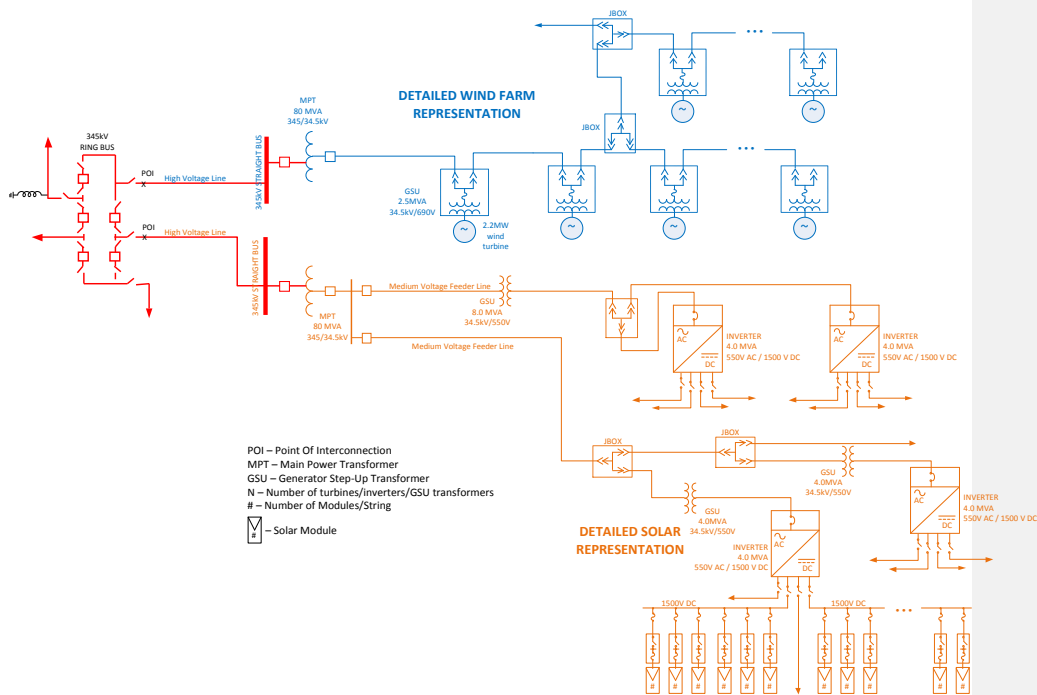 JBOX
DETAILED WIND FARM
REPRESENTATION
MPT
80 MVA
345/34.5kV
JBOX
345kV
RING BUS
POI
X
High Voltage Line
345kV STRAIGHT BUS
GSU
2.5MVA
34.5kV/690V
2.2MW
wind
turbine
~
~
~
~
~
~
POI
X
High Voltage Line
345kV STRAIGHT BUS
MPT
80 MVA
345/34.5kV
Medium Voltage Feeder Line
GSU
8.0 MVA
34.5kV/550V
Medium Voltage Feeder Line
AC
DC
INVERTER
4.0 MVA
550V AC / 1500 V DC
AC
DC
INVERTER
4.0 MVA
550V AC / 1500 V DC
POI – Point Of Interconnection
MPT – Main Power Transformer
GSU – Generator Step-Up Transformer
N – Number of turbines/inverters/GSU transformers
# – Number of Modules/String
# – Solar Module
JBOX
JBOX
GSU
4.0MVA
34.5kV/550V
GSU
4.0MVA
34.5kV/550V
AC
DC
INVERTER
4.0 MVA
550V AC / 1500 V DC
DETAILED SOLAR
REPRESENTATION
INVERTER
4.0 MVA
550V AC / 1500 V DC
AC
DC
1500V DC
1500V DC
# # # # # # # # # # #